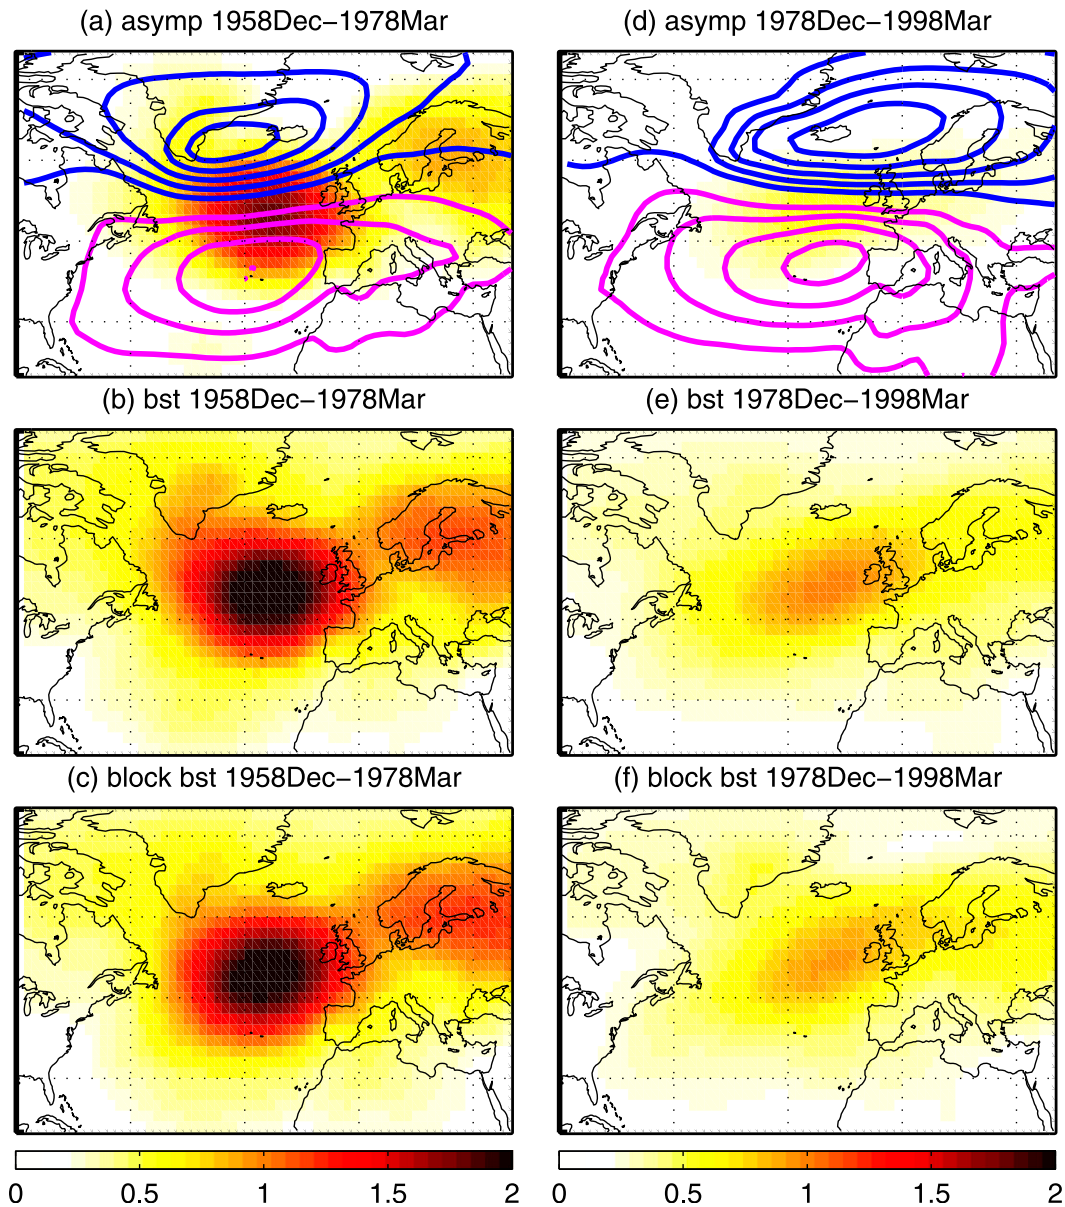 (a) asymp 1958Dec−1978Mar
(d) asymp 1978Dec−1998Mar
(b) bst 1958Dec−1978Mar
(e) bst 1978Dec−1998Mar
(c) block bst 1958Dec−1978Mar
(f) block bst 1978Dec−1998Mar
0 0.5 1 1.5 2
0 0.5 1 1.5 2